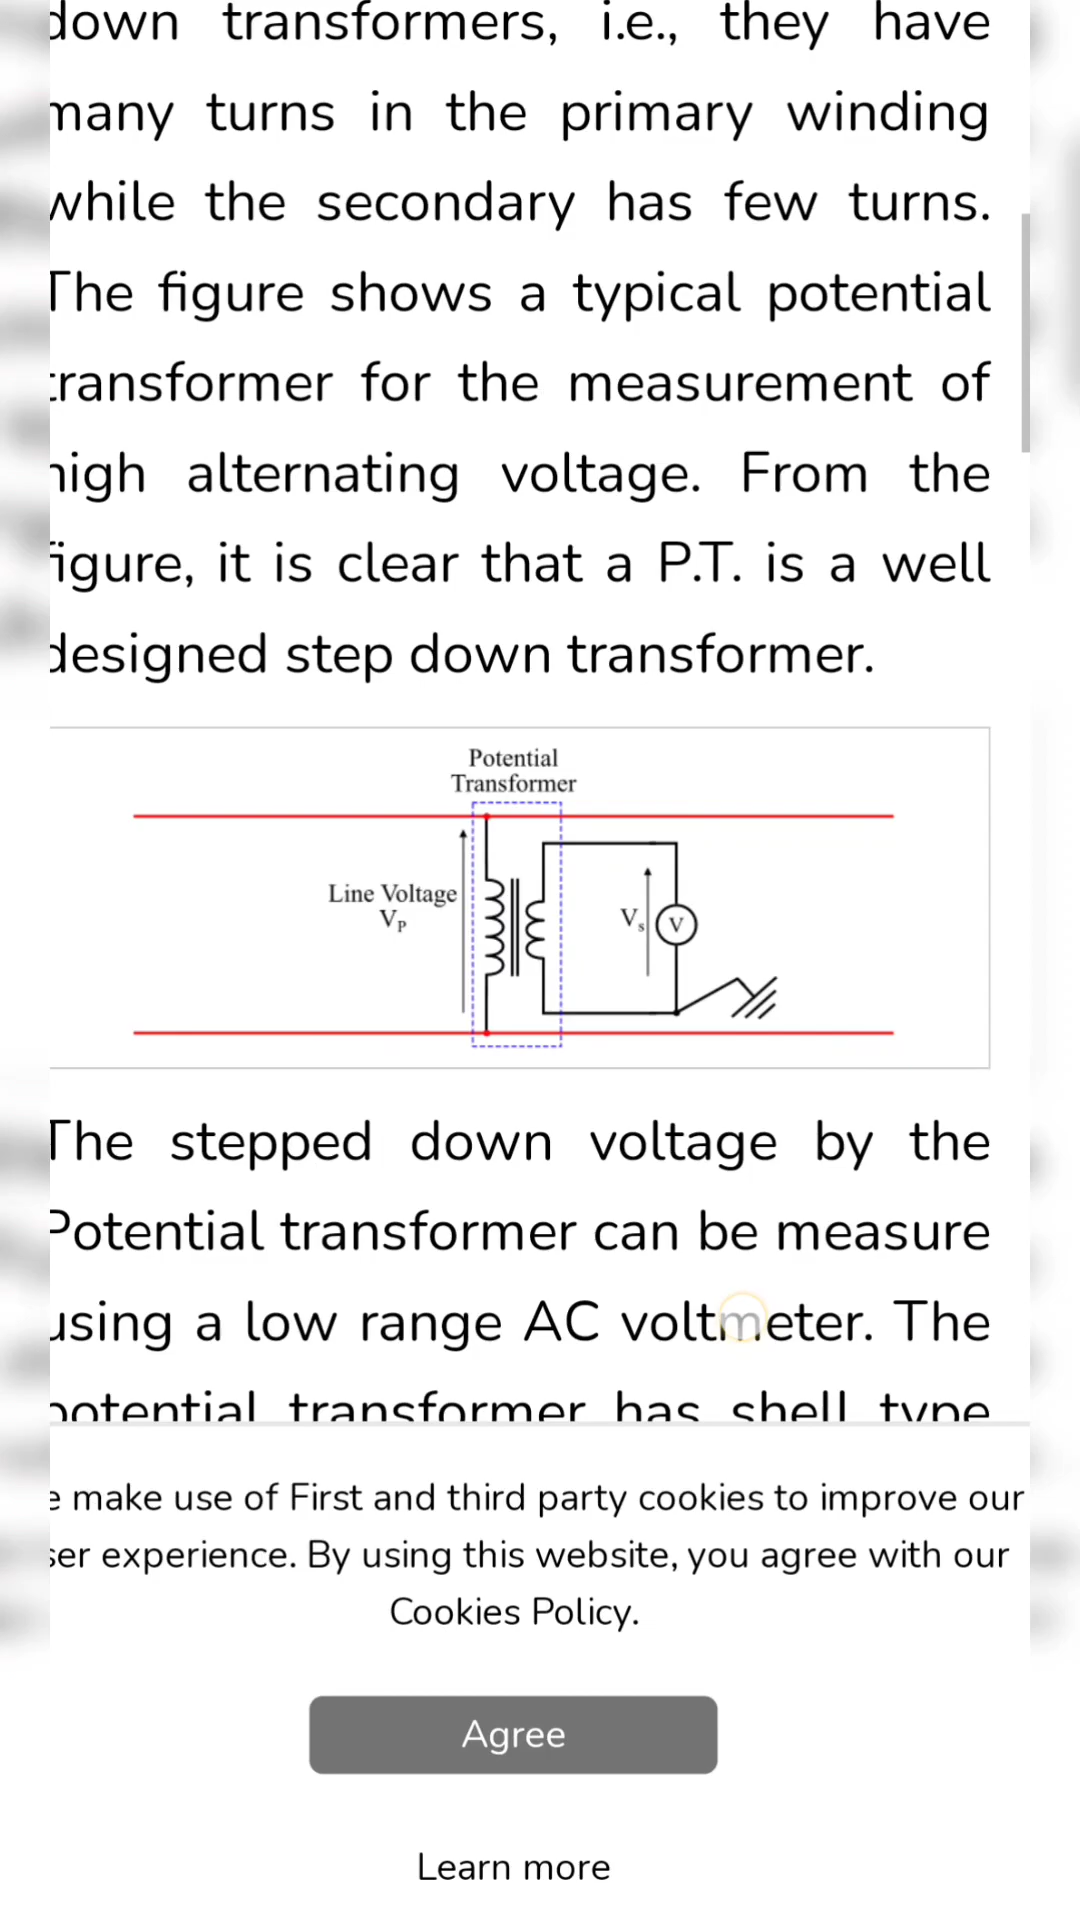 down transformers, i.e., they have
many turns in the primary winding
while the secondary has few turns.
The figure shows a typical potential
transformer for the measurement of
high alternating voltage. From the
figure, it is clear that a P.T. is a well
designed step down transformer.
Potential
Transformer
Line Voltage
VP
Vs
V
The stepped down voltage by the
Potential transformer can be measure
using a low range AC voltmeter. The
potential transformer has shell type
e make use of First and third party cookies to improve our
ser experience. By using this website, you agree with our
Cookies Policy.
Agree
Learn more